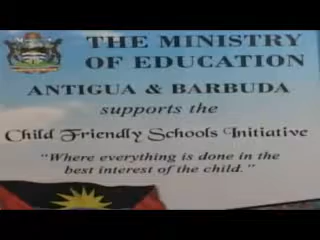 THE MINISTRY
OF EDUCATION
ANTIGUA & BARBUDA
supports the
Child Friendly Schools Initiative
"Where everything is done in the
best interest of the child."